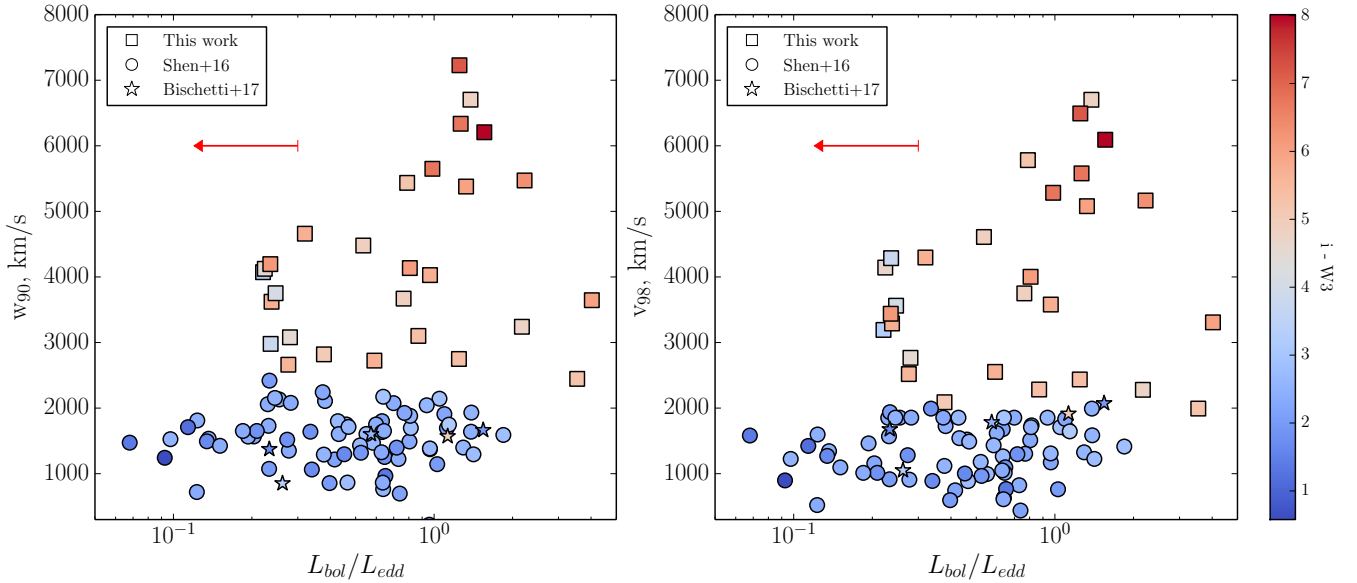 8000
7000
6000
5000
4000
3000
2000
1000
w90, km/s
This work
Shen+16
Bischetti+17
10⁻¹
10⁰
Lbol/Ledd
8000
7000
6000
5000
4000
3000
2000
1000
v98, km/s
This work
Shen+16
Bischetti+17
10⁻¹
10⁰
Lbol/Ledd
8
7
6
5
4
3
2
1
i - W3